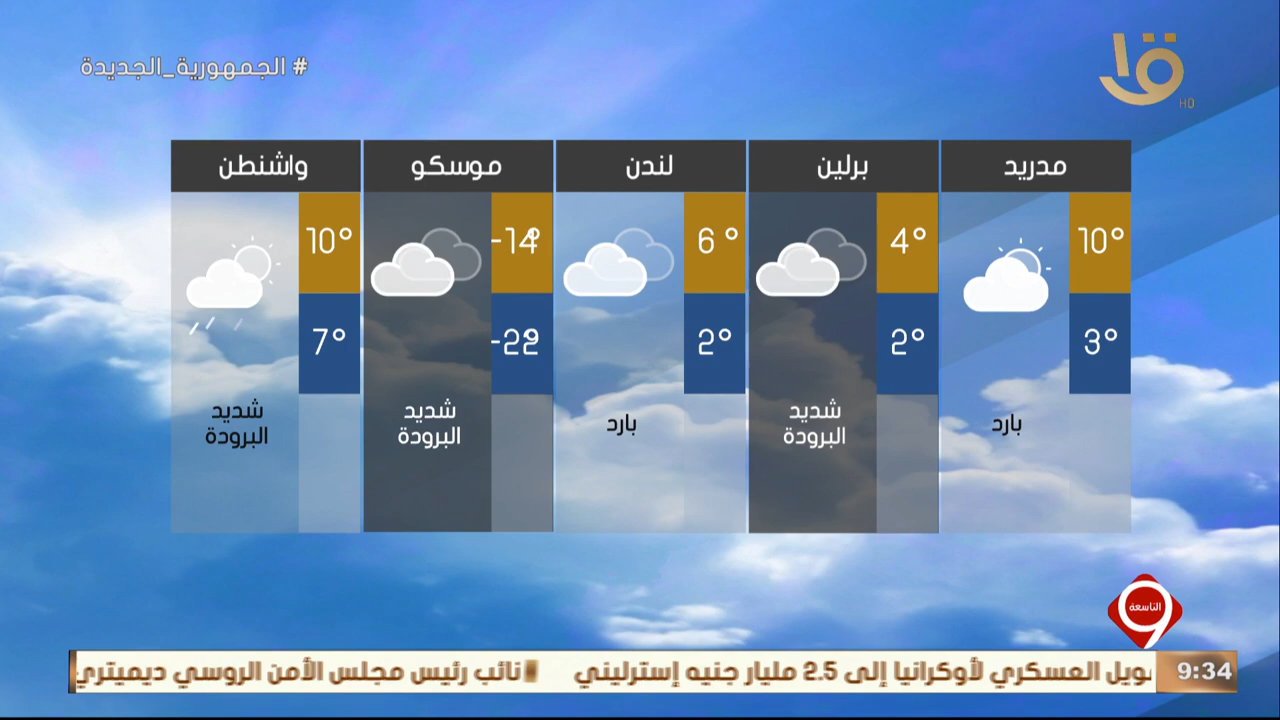 # الجمهورية_الجديدة
HD
مدريد
10°
3°
بارد
برلين
4°
2°
شديد
البرودة
لندن
6°
2°
بارد
موسكو
-14°
-22°
شديد
البرودة
واشنطن
10°
7°
شديد
البرودة
التاسعة
9
9:34
العسكري لأوكرانيا إلى 2.5 مليار جنيه إسترليني نائب رئيس مجلس الأمن الروسي ديميتري